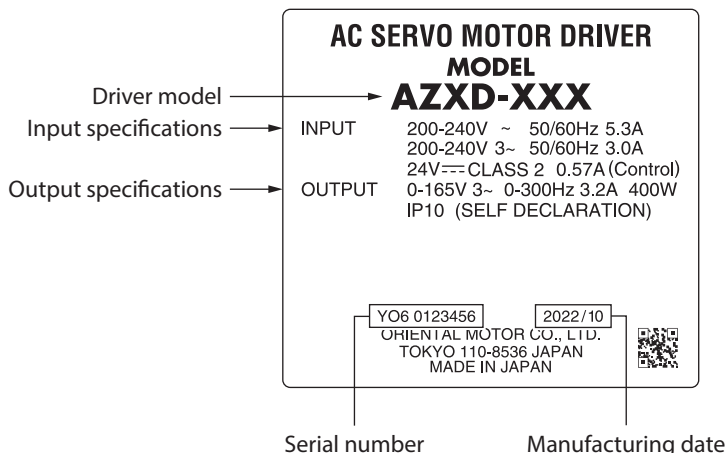 AC SERVO MOTOR DRIVER
MODEL
Driver model AZXD-XXX
Input specifications INPUT 200-240V ~ 50/60Hz 5.3A
200-240V 3~ 50/60Hz 3.0A
24V⎓CLASS 2 0.57A (Control)
Output specifications OUTPUT 0-165V 3~ 0-300Hz 3.2A 400W
IP10 (SELF DECLARATION)
YO6 0123456 2022/10
ORIENTAL MOTOR CO., LTD.
TOKYO 110-8536 JAPAN
MADE IN JAPAN
Serial number Manufacturing date